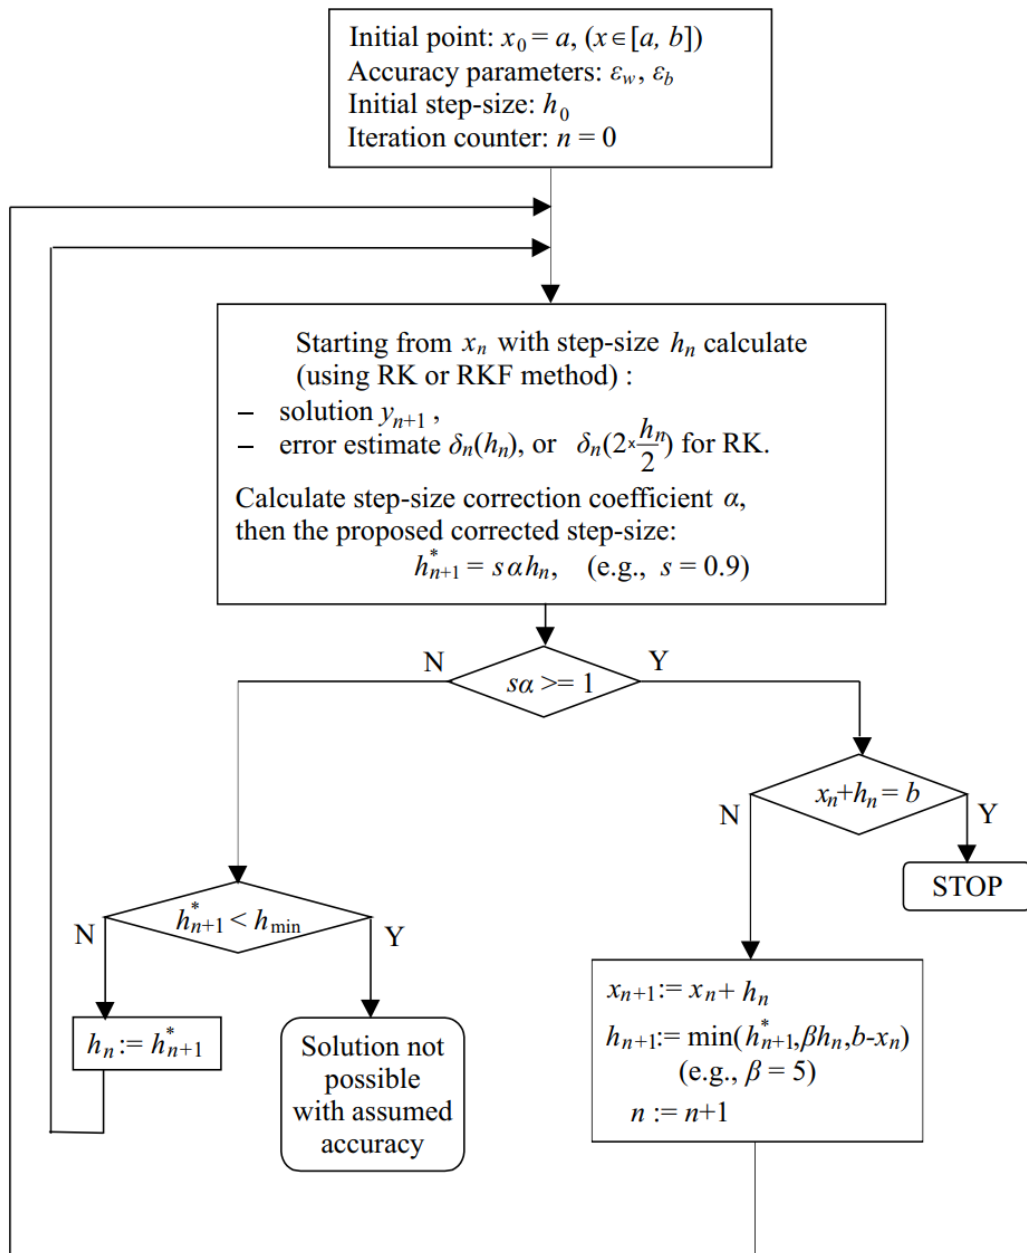 Initial point: x₀ = a, (x∈[a, b])
Accuracy parameters: ε_w, ε_b
Initial step-size: h₀
Iteration counter: n = 0
Starting from xₙ with step-size hₙ calculate
(using RK or RKF method) :
– solution yₙ₊₁ ,
– error estimate δₙ(hₙ), or δₙ(2×hₙ/2) for RK.
Calculate step-size correction coefficient α,
then the proposed corrected step-size:
h*ₙ₊₁ = sαhₙ, (e.g., s = 0.9)
N
Y
sα >= 1
xₙ+hₙ = b
N
Y
STOP
h*ₙ₊₁ < h_min
N
Y
hₙ := h*ₙ₊₁
Solution not
possible
with assumed
accuracy
xₙ₊₁:= xₙ+ hₙ
hₙ₊₁:= min(h*ₙ₊₁,βhₙ,b-xₙ)
(e.g., β = 5)
n := n+1